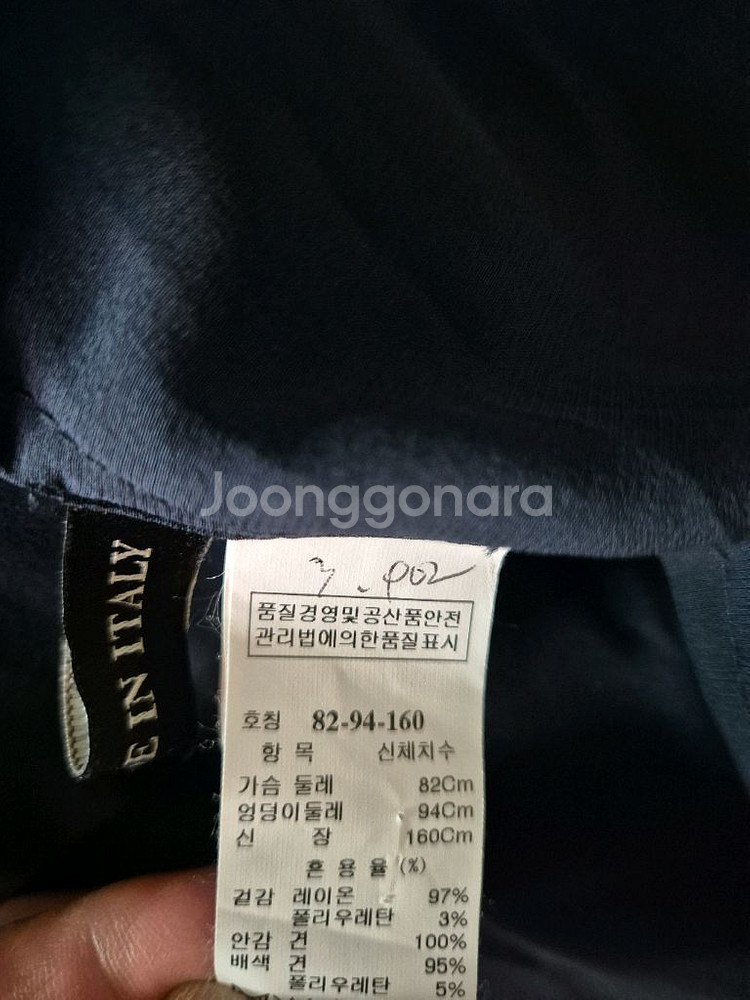 Joonggonara
E IN ITALY
품질경영및공산품안전
관리법에의한품질표시
호칭 82-94-160
항 목 신체치수
가슴 둘레 82Cm
엉덩이둘레 94Cm
신 장 160Cm
혼 용 율 (%)
겉감 레이온 97%
폴리우레탄 3%
안감 견 100%
배색 견 95%
폴리우레탄 5%